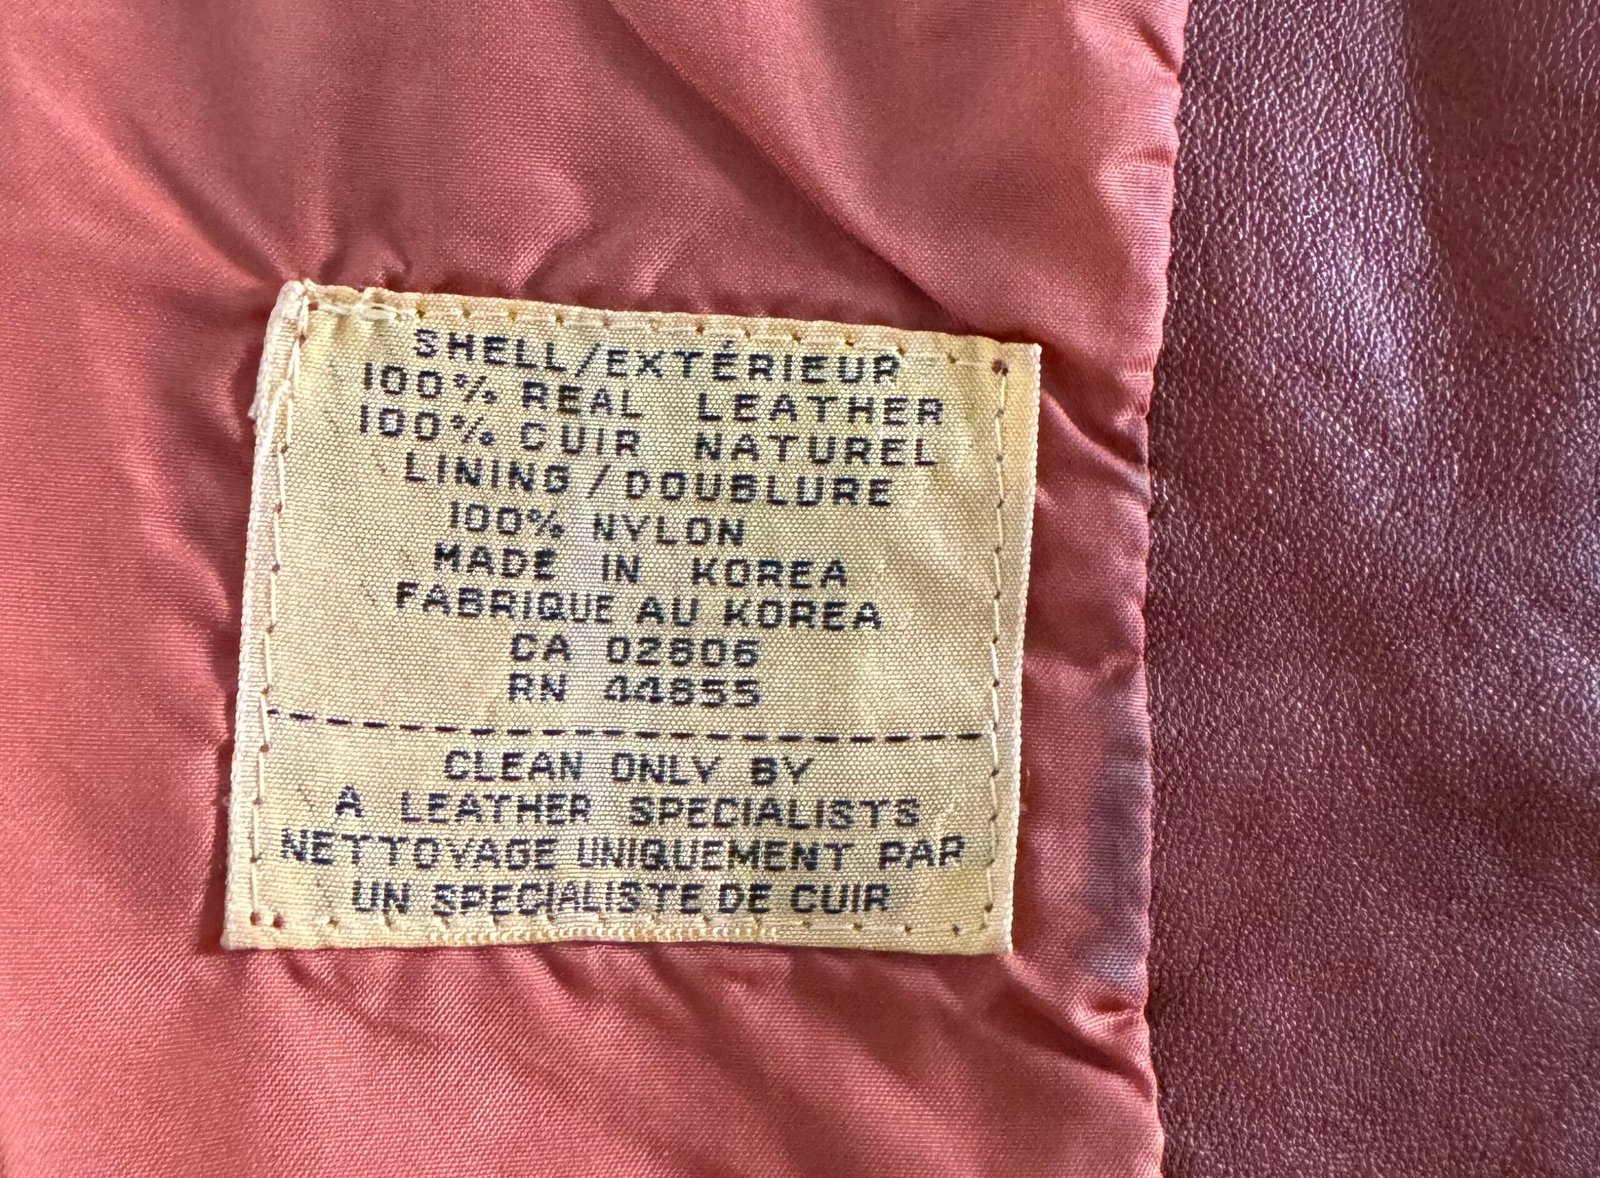 SHELL/EXTÉRIEUR
100% REAL LEATHER
100% CUIR NATUREL
LINING/DOUBLURE
100% NYLON
MADE IN KOREA
FABRIQUE AU KOREA
CA 02806
RN 44855
CLEAN ONLY BY
A LEATHER SPECIALISTS
NETTOYAGE UNIQUEMENT PAR
UN SPECIALISTE DE CUIR